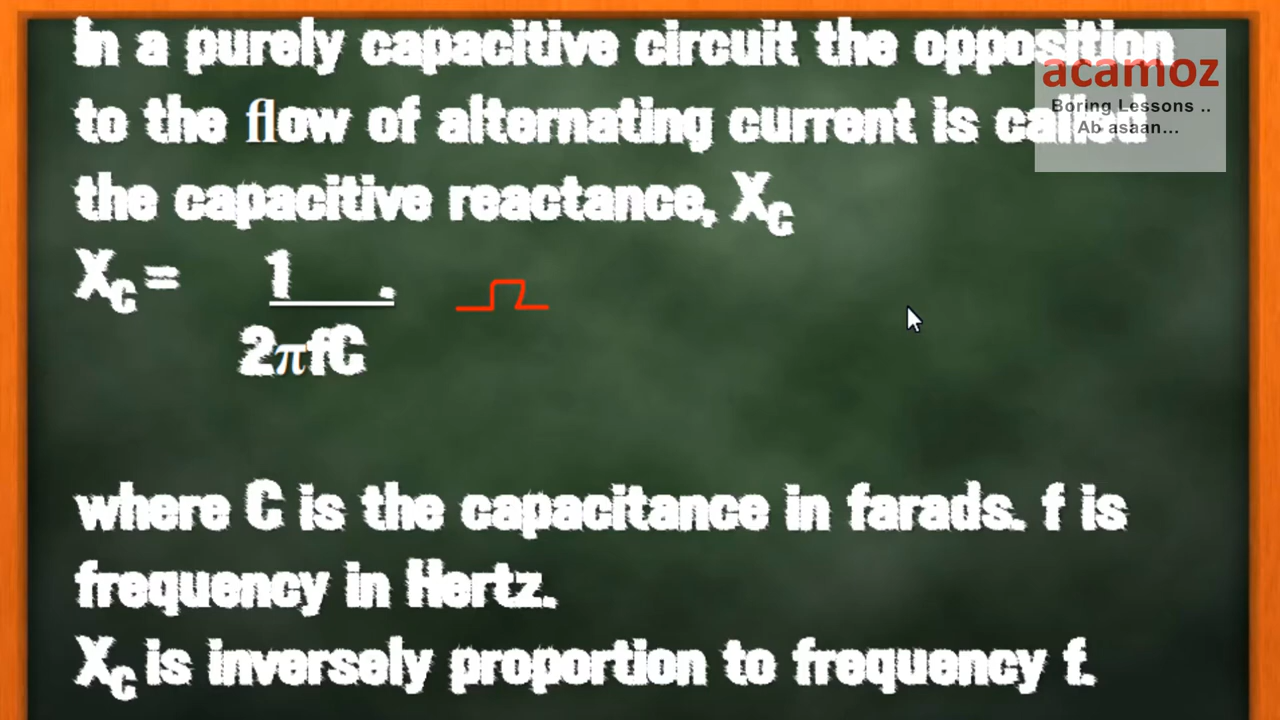 In a purely capacitive circuit the opposition
to the flow of alternating current is called
the capacitive reactance, XC
XC = 1 . Ω
2πfC
where C is the capacitance in farads. f is
frequency in Hertz.
XC is inversely proportion to frequency f.
acamoz
Boring Lessons ..
Ab asaan...